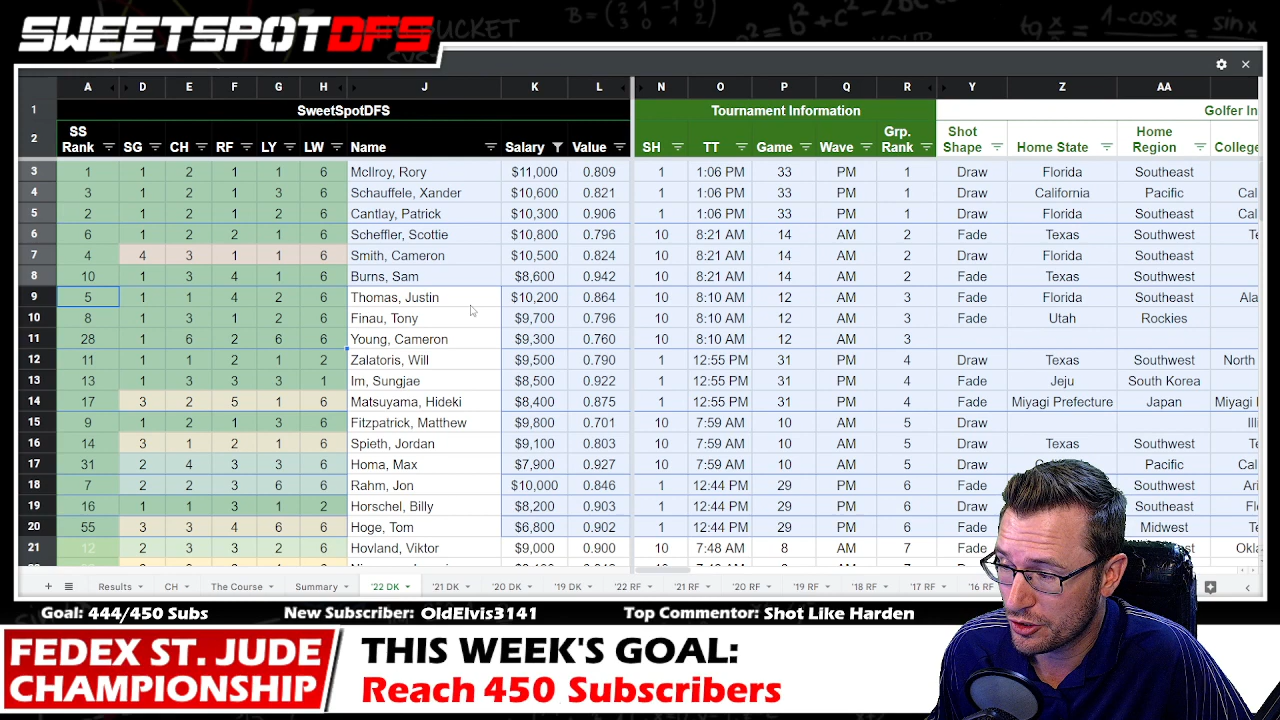 SWEETSPOTDFS
A D E F G H J K L N O P Q R Y Z AA
1 SweetSpotDFS Tournament Information Golfer In
2 SS Rank SG CH RF LY LW Name Salary Value SH TT Game Wave Grp. Rank Shot Shape Home State Home Region College
3 1 1 2 1 1 6 McIlroy, Rory $11,000 0.809 1 1:06 PM 33 PM 1 Draw Florida Southeast
4 3 1 2 1 3 6 Schauffele, Xander $10,600 0.821 1 1:06 PM 33 PM 1 Draw California Pacific Cal
5 2 1 2 1 2 6 Cantlay, Patrick $10,300 0.906 1 1:06 PM 33 PM 1 Draw Florida Southeast Cal
6 6 1 2 2 1 6 Scheffler, Scottie $10,800 0.796 10 8:21 AM 14 AM 2 Fade Texas Southwest Te
7 4 4 3 1 1 6 Smith, Cameron $10,500 0.824 10 8:21 AM 14 AM 2 Draw Florida Southeast
8 10 1 3 4 1 6 Burns, Sam $8,600 0.942 10 8:21 AM 14 AM 2 Fade Texas Southwest
9 5 1 1 4 2 6 Thomas, Justin $10,200 0.864 10 8:10 AM 12 AM 3 Fade Florida Southeast Ala
10 8 1 3 1 2 6 Finau, Tony $9,700 0.796 10 8:10 AM 12 AM 3 Fade Utah Rockies
11 28 1 6 2 6 6 Young, Cameron $9,300 0.760 10 8:10 AM 12 AM 3
12 11 1 1 2 1 2 Zalatoris, Will $9,500 0.790 1 12:55 PM 31 PM 4 Draw Texas Southwest North
13 13 1 3 3 3 1 Im, Sungjae $8,500 0.922 1 12:55 PM 31 PM 4 Fade Jeju South Korea
14 17 3 2 5 1 6 Matsuyama, Hideki $8,400 0.875 1 12:55 PM 31 PM 4 Fade Miyagi Prefecture Japan Miyagi
15 9 1 2 1 3 6 Fitzpatrick, Matthew $9,800 0.701 10 7:59 AM 10 AM 5 Draw Illi
16 14 3 1 2 1 6 Spieth, Jordan $9,100 0.803 10 7:59 AM 10 AM 5 Draw Texas Southwest Te
17 31 2 4 3 3 6 Homa, Max $7,900 0.927 10 7:59 AM 10 AM 5 Draw Pacific Cal
18 7 2 1 2 2 6 Rahm, Jon $10,000 0.846 1 12:44 PM 29 PM 6 Fade Southwest Ari
19 16 1 1 3 1 2 Horschel, Billy $8,200 0.903 1 12:44 PM 29 PM 6 Draw Southeast Flo
20 55 3 3 4 6 6 Hoge, Tom $6,800 0.902 1 12:44 PM 29 PM 6 Draw Midwest Te
21 12 2 3 3 2 6 Hovland, Viktor $9,000 0.900 10 7:48 AM 8 AM 7 Fade Southwest Okla
Results CH The Course Summary '22 DK '21 DK '20 DK '19 DK '22 RF '21 RF '20 RF '19 RF '18 RF '17 RF '16 RF
Goal: 444/450 Subs New Subscriber: OldElvis3141 Top Commentor: Shot Like Harden
FEDEX ST. JUDE
CHAMPIONSHIP
THIS WEEK'S GOAL:
Reach 450 Subscribers